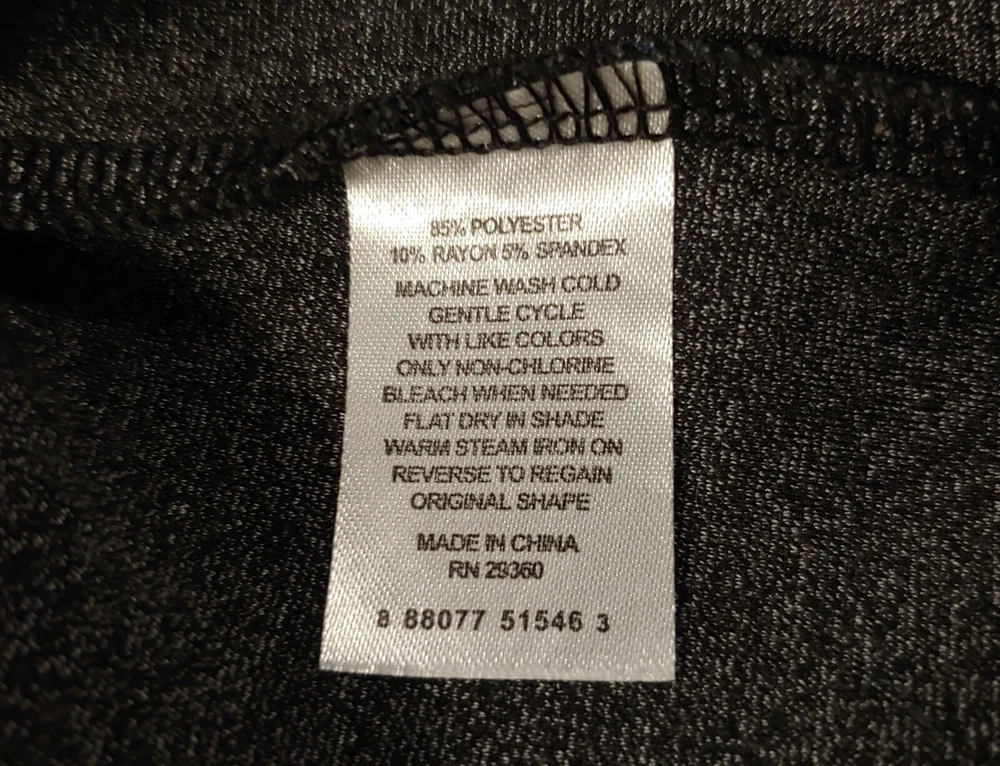 85% POLYESTER
10% RAYON 5% SPANDEX
MACHINE WASH COLD
GENTLE CYCLE
WITH LIKE COLORS
ONLY NON-CHLORINE
BLEACH WHEN NEEDED
FLAT DRY IN SHADE
WARM STEAM IRON ON
REVERSE TO REGAIN
ORIGINAL SHAPE
MADE IN CHINA
RN 29360
8 88077 51546 3